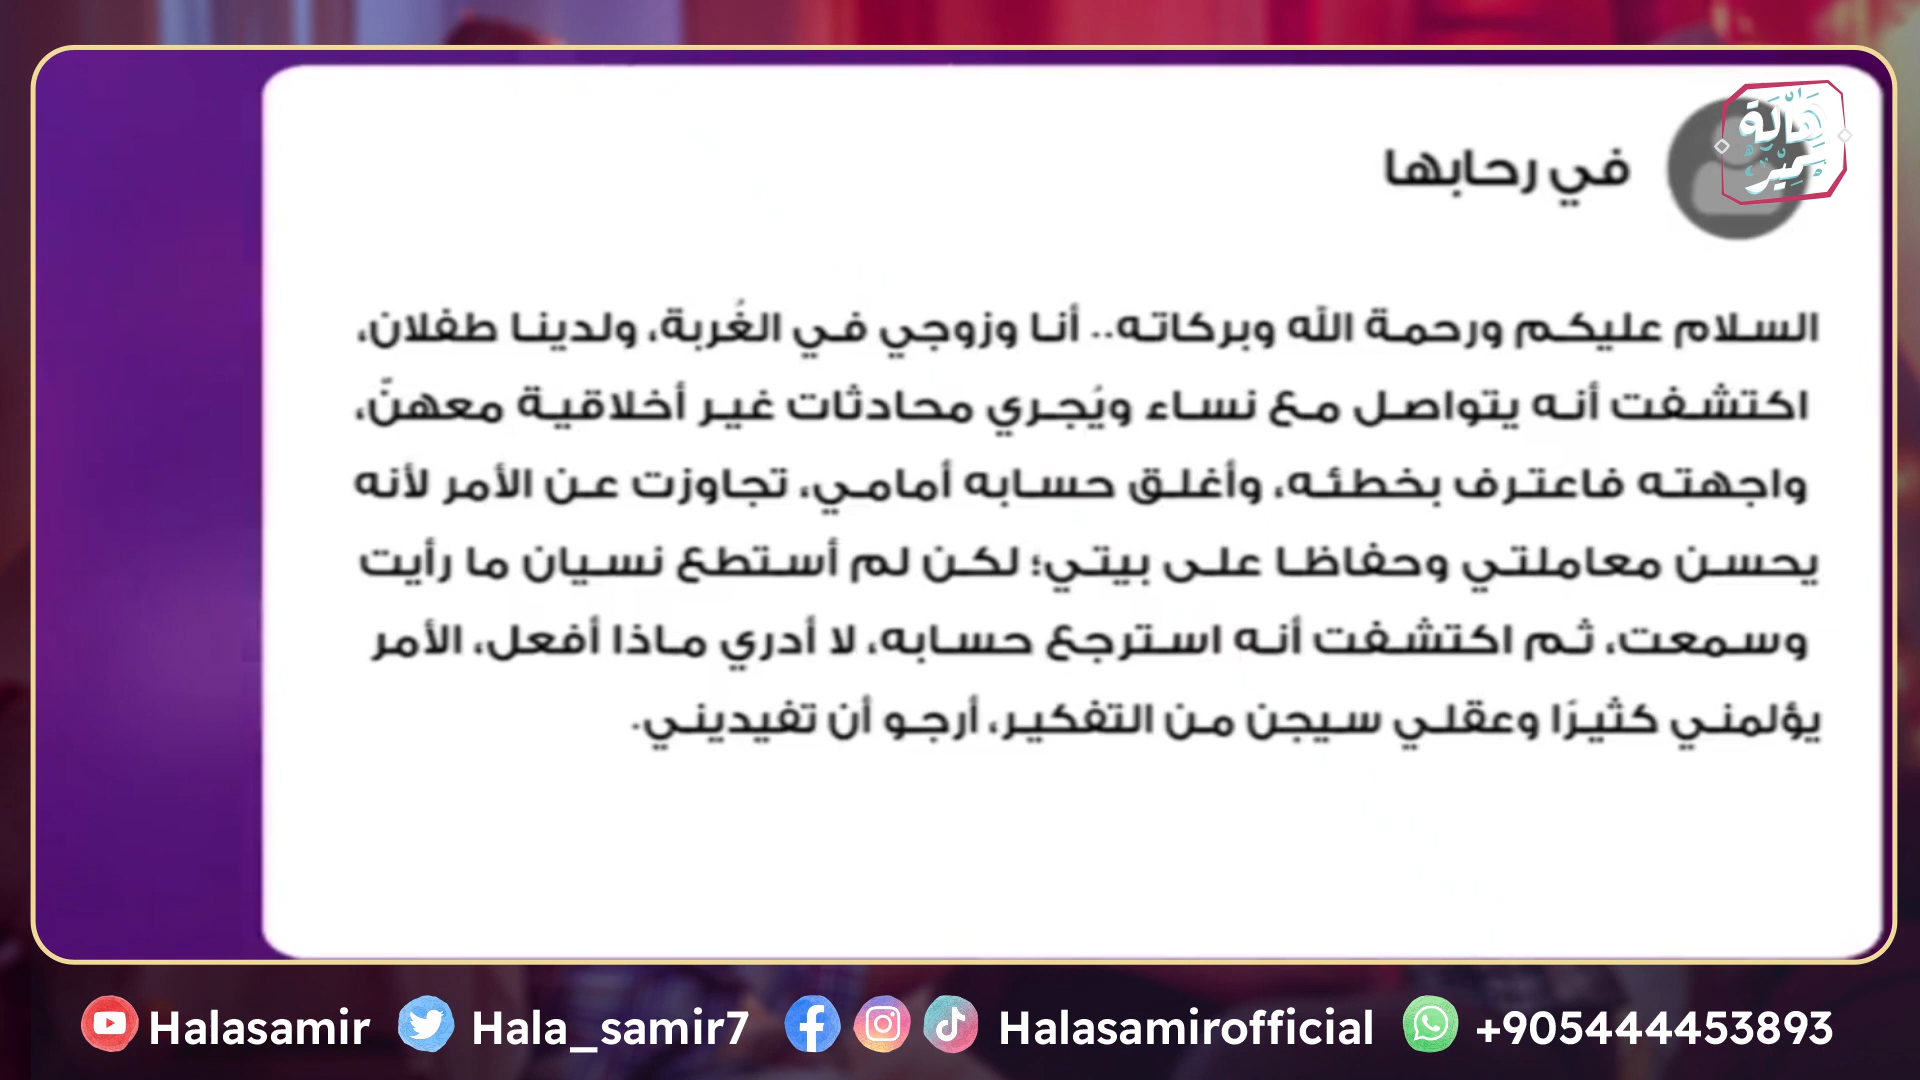 هالة سمير
في رحابها
السلام عليكم ورحمة الله وبركاته.. أنا وزوجي في الغُربة، ولدينا طفلان،
اكتشفت أنه يتواصل مع نساء ويُجري محادثات غير أخلاقية معهنّ،
واجهته فاعترف بخطئه، وأغلق حسابه أمامي، تجاوزت عن الأمر لأنه
يحسن معاملتي وحفاظا على بيتي؛ لكن لم أستطع نسيان ما رأيت
وسمعت، ثم اكتشفت أنه استرجع حسابه، لا أدري ماذا أفعل، الأمر
يؤلمني كثيرَا وعقلي سيجن من التفكير، أرجو أن تفيديني.
Halasamir Hala_samir7 Halasamirofficial +905444453893